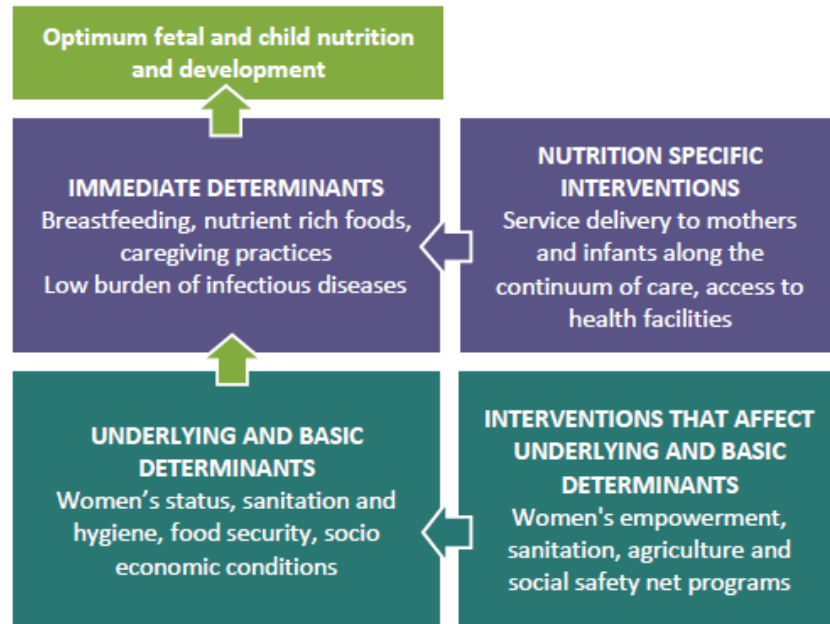 Optimum fetal and child nutrition
and development
IMMEDIATE DETERMINANTS
Breastfeeding, nutrient rich foods,
caregiving practices
Low burden of infectious diseases
NUTRITION SPECIFIC
INTERVENTIONS
Service delivery to mothers
and infants along the
continuum of care, access to
health facilities
UNDERLYING AND BASIC
DETERMINANTS
Women’s status, sanitation and
hygiene, food security, socio
economic conditions
INTERVENTIONS THAT AFFECT
UNDERLYING AND BASIC
DETERMINANTS
Women's empowerment,
sanitation, agriculture and
social safety net programs